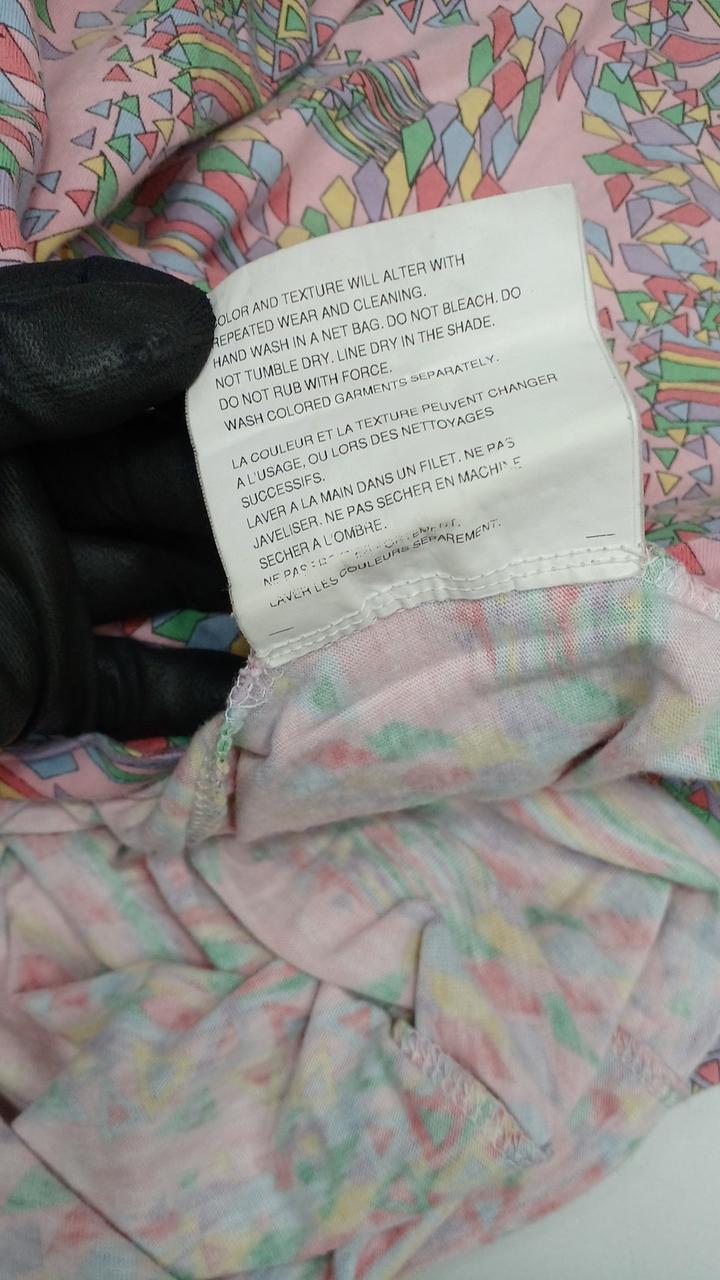 OLOR AND TEXTURE WILL ALTER WITH
REPEATED WEAR AND CLEANING.
HAND WASH IN A NET BAG. DO NOT BLEACH. DO
NOT TUMBLE DRY. LINE DRY IN THE SHADE.
DO NOT RUB WITH FORCE.
WASH COLORED GARMENTS SEPARATELY.
LA COULEUR ET LA TEXTURE PEUVENT CHANGER
A L'USAGE, OU LORS DES NETTOYAGES
SUCCESSIFS.
LAVER A LA MAIN DANS UN FILET. NE PAS
JAVELISER. NE PAS SECHER EN MACHINE
SECHER A L'OMBRE.
NE PAS
LAVER LES COULEURS SEPAREMENT.